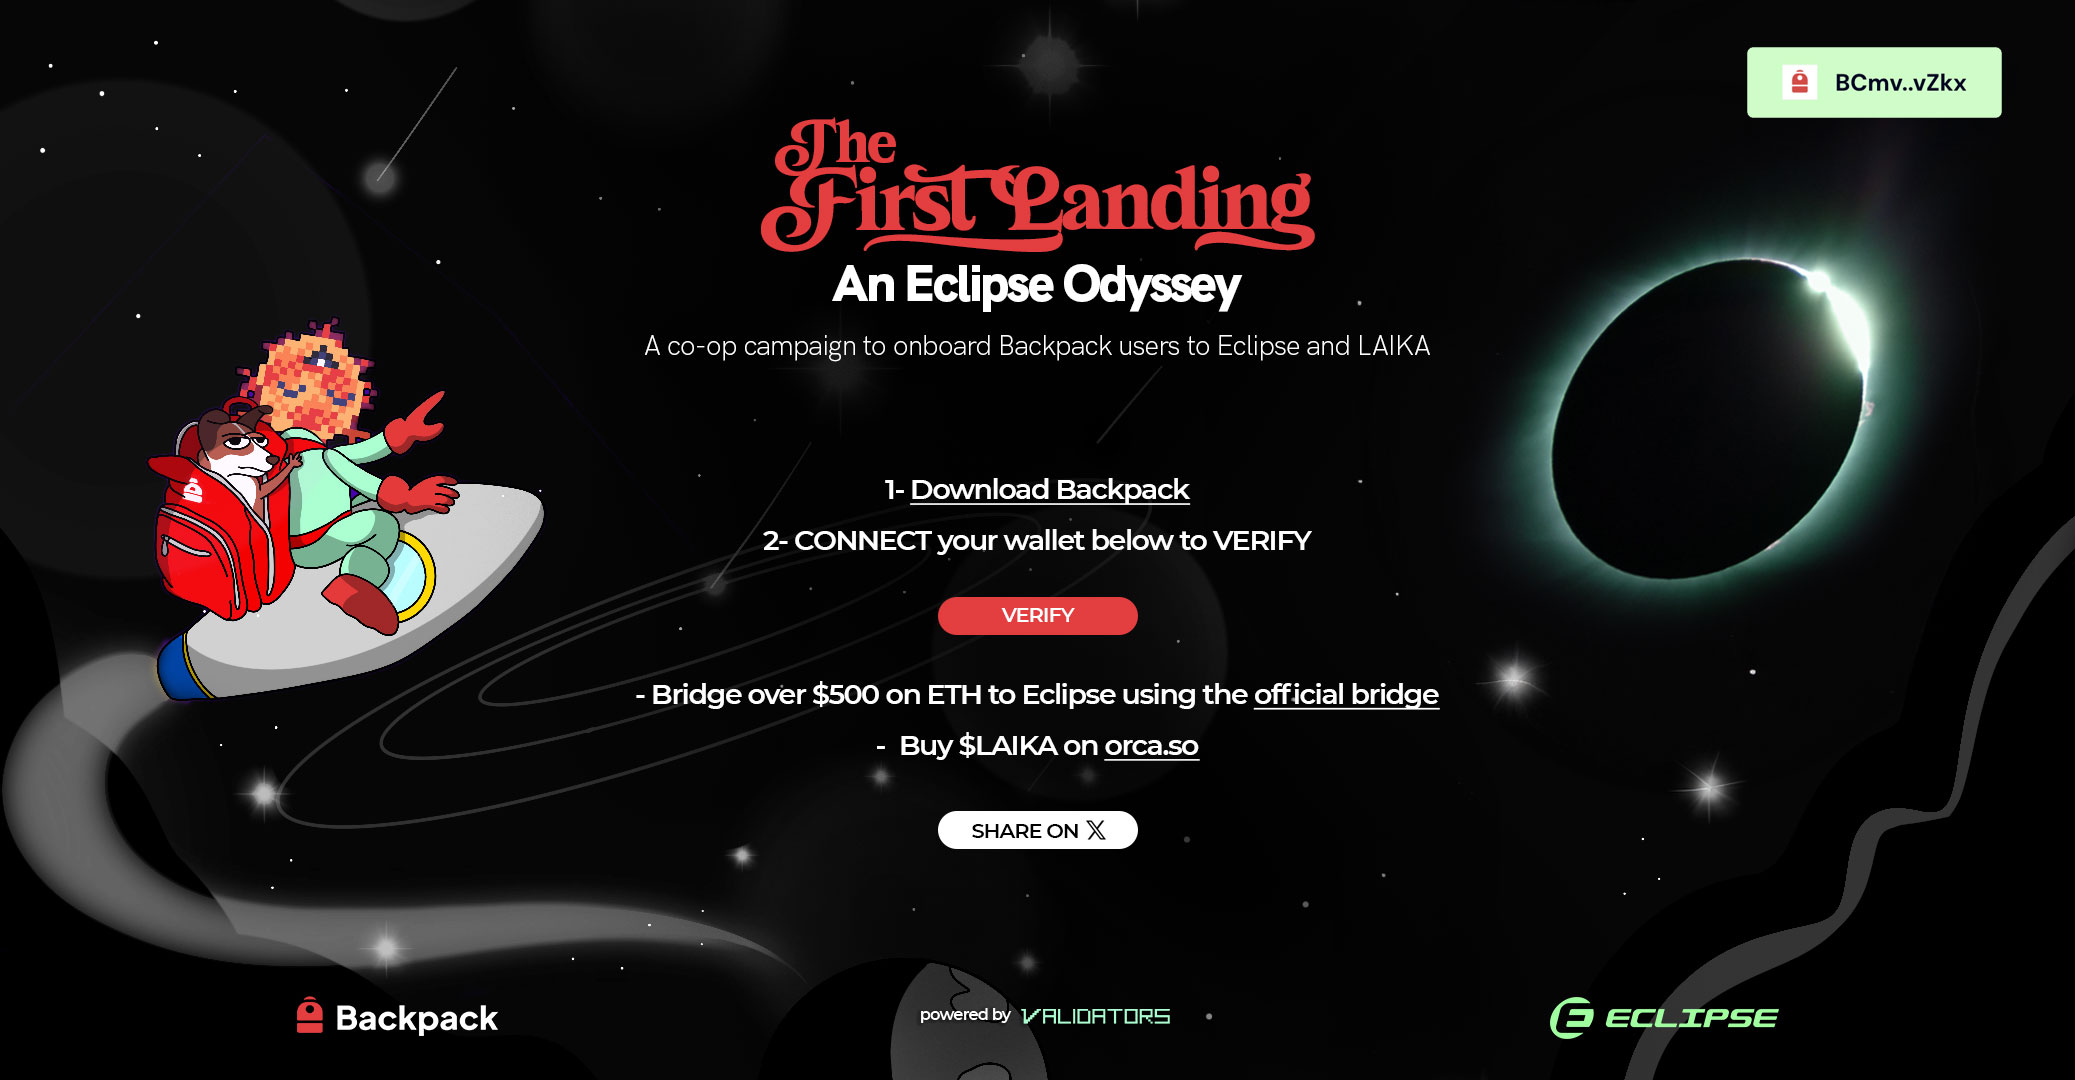 BCmv..vZkx
The
First Landing
An Eclipse Odyssey
A co-op campaign to onboard Backpack users to Eclipse and LAIKA
1- Download Backpack
2- CONNECT your wallet below to VERIFY
VERIFY
- Bridge over $500 on ETH to Eclipse using the official bridge
- Buy $LAIKA on orca.so
SHARE ON X
Backpack
powered by VALIDATORS
ECLIPSE